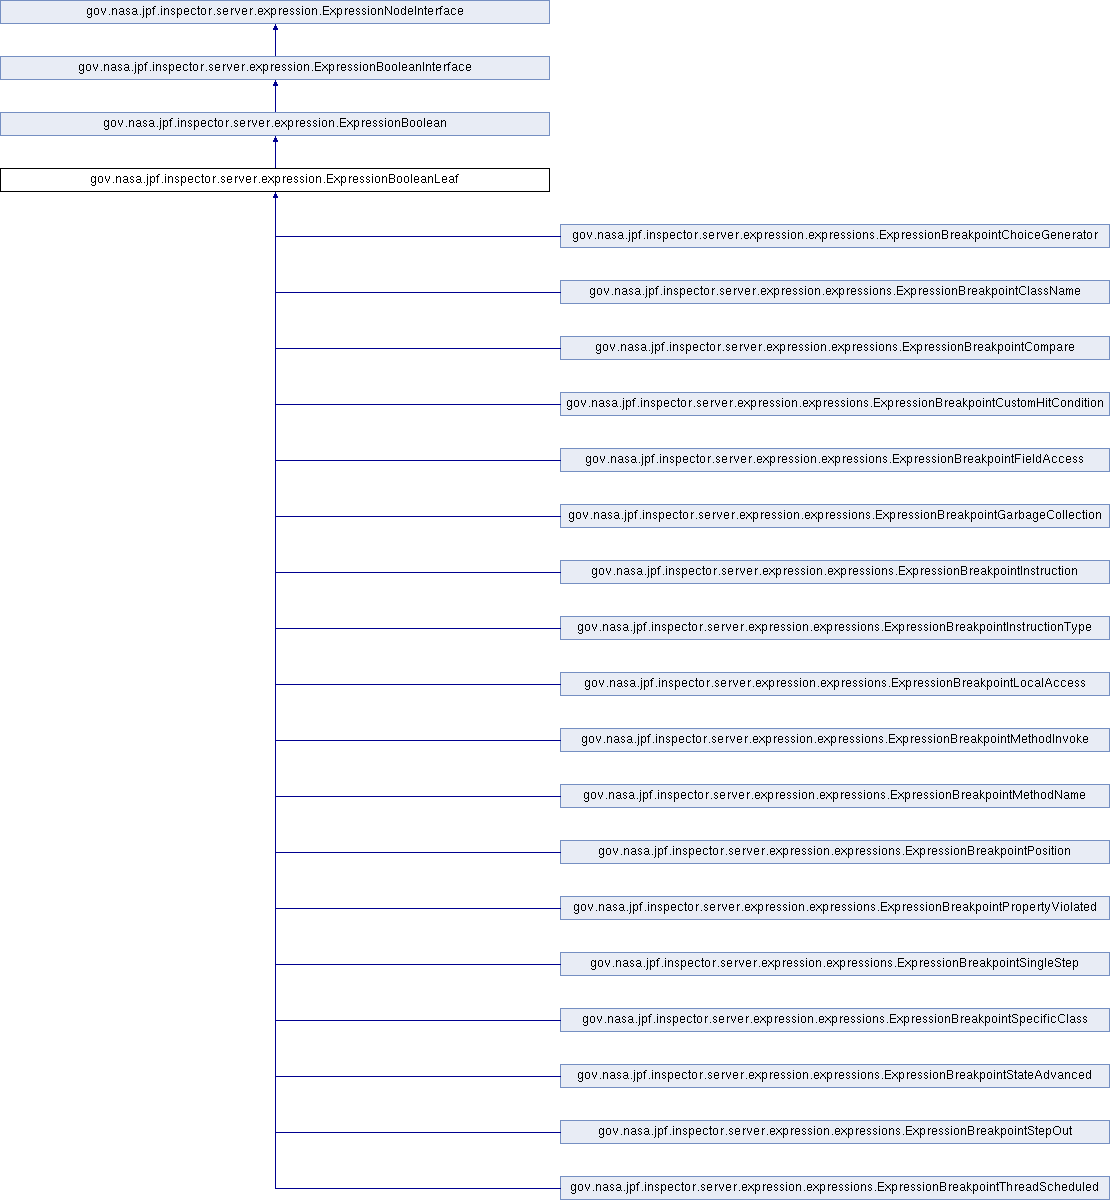 gov.nasa.jpf.inspector.server.expression.ExpressionNodeInterface
gov.nasa.jpf.inspector.server.expression.ExpressionBooleanInterface
gov.nasa.jpf.inspector.server.expression.ExpressionBoolean
gov.nasa.jpf.inspector.server.expression.ExpressionBooleanLeaf
gov.nasa.jpf.inspector.server.expression.expressions.ExpressionBreakpointChoiceGenerator
gov.nasa.jpf.inspector.server.expression.expressions.ExpressionBreakpointClassName
gov.nasa.jpf.inspector.server.expression.expressions.ExpressionBreakpointCompare
gov.nasa.jpf.inspector.server.expression.expressions.ExpressionBreakpointCustomHitCondition
gov.nasa.jpf.inspector.server.expression.expressions.ExpressionBreakpointFieldAccess
gov.nasa.jpf.inspector.server.expression.expressions.ExpressionBreakpointGarbageCollection
gov.nasa.jpf.inspector.server.expression.expressions.ExpressionBreakpointInstruction
gov.nasa.jpf.inspector.server.expression.expressions.ExpressionBreakpointInstructionType
gov.nasa.jpf.inspector.server.expression.expressions.ExpressionBreakpointLocalAccess
gov.nasa.jpf.inspector.server.expression.expressions.ExpressionBreakpointMethodInvoke
gov.nasa.jpf.inspector.server.expression.expressions.ExpressionBreakpointMethodName
gov.nasa.jpf.inspector.server.expression.expressions.ExpressionBreakpointPosition
gov.nasa.jpf.inspector.server.expression.expressions.ExpressionBreakpointPropertyViolated
gov.nasa.jpf.inspector.server.expression.expressions.ExpressionBreakpointSingleStep
gov.nasa.jpf.inspector.server.expression.expressions.ExpressionBreakpointSpecificClass
gov.nasa.jpf.inspector.server.expression.expressions.ExpressionBreakpointStateAdvanced
gov.nasa.jpf.inspector.server.expression.expressions.ExpressionBreakpointStepOut
gov.nasa.jpf.inspector.server.expression.expressions.ExpressionBreakpointThreadScheduled